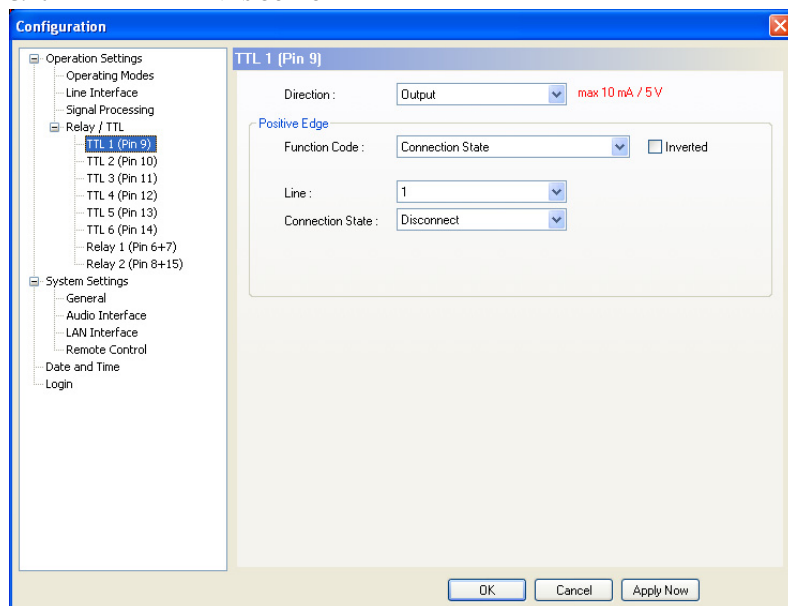 Configuration
Operation Settings
Operating Modes
Line Interface
Signal Processing
Relay / TTL
TTL 1 (Pin 9)
TTL 2 (Pin 10)
TTL 3 (Pin 11)
TTL 4 (Pin 12)
TTL 5 (Pin 13)
TTL 6 (Pin 14)
Relay 1 (Pin 6+7)
Relay 2 (Pin 8+15)
System Settings
General
Audio Interface
LAN Interface
Remote Control
Date and Time
Login
TTL 1 (Pin 9)
Direction : Output max 10 mA / 5 V
Positive Edge
Function Code : Connection State Inverted
Line : 1
Connection State : Disconnect
OK Cancel Apply Now